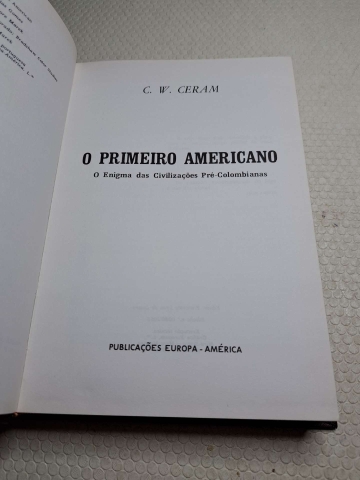 C. W. CERAM
O PRIMEIRO AMERICANO
O Enigma das Civilizações Pré-Colombianas
PUBLICAÇÕES EUROPA-AMÉRICA